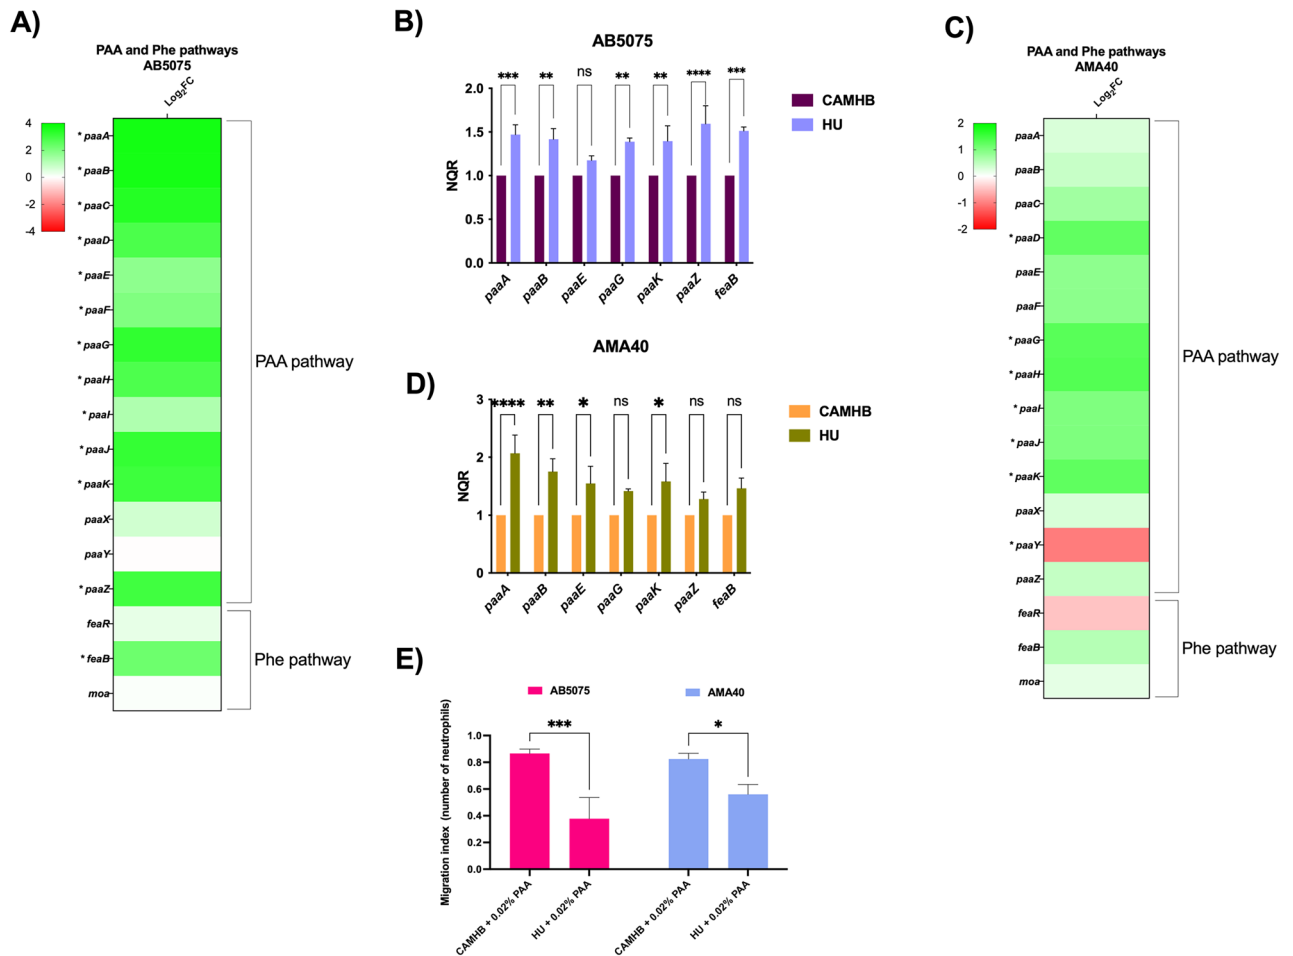 A)
PAA and Phe pathways
AB5075
Log2FC
4
2
0
-2
-4
* paaA
* paaB
* paaC
* paaD
* paaE
* paaF
* paaG
* paaH
* paaI
* paaJ
* paaK
paaX
paaY
* paaZ
feaR
* feaB
moa
PAA pathway
Phe pathway
B)
AB5075
NQR
2.0
1.5
1.0
0.5
0.0
*** ** ns ** ** **** ***
paaA paaB paaE paaG paaK paaZ feaB
CAMHB
HU
AMA40
D)
NQR
3
2
1
0
**** ** * ns * ns ns
paaA paaB paaE paaG paaK paaZ feaB
CAMHB
HU
E)
AB5075 AMA40
Migration index (number of neutrophils)
1.0
0.8
0.6
0.4
0.2
0.0
*** *
CAMHB + 0.02% PAA
HU + 0.02% PAA
CAMHB + 0.02% PAA
HU + 0.02% PAA
C)
PAA and Phe pathways
AMA40
Log2FC
2
1
0
-1
-2
paaA
paaB
paaC
* paaD
paaE
paaF
* paaG
* paaH
* paaI
* paaJ
* paaK
paaX
* paaY
paaZ
feaR
feaB
moa
PAA pathway
Phe pathway